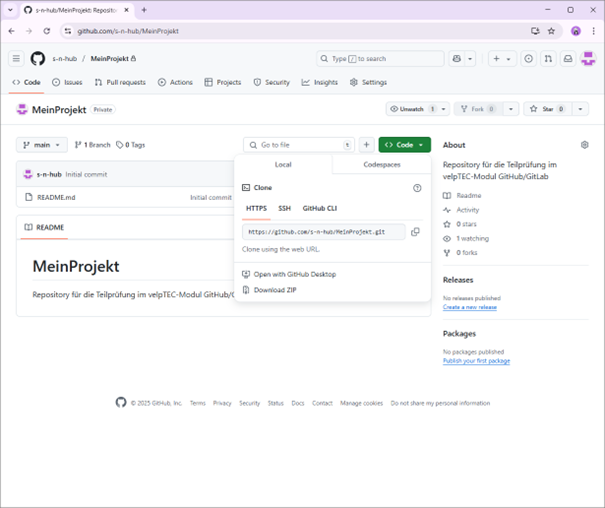 s-n-hub/MeinProjekt: Reposito
github.com/s-n-hub/MeinProjekt
s-n-hub / MeinProjekt
Type / to search
Code Issues Pull requests Actions Projects Security Insights Settings
MeinProjekt Private
Unwatch 1 Fork 0 Star 0
main 1 Branch 0 Tags
Go to file t
Code
s-n-hub Initial commit
README.md Initial commit
README
MeinProjekt
Repository für die Teilprüfung im velpTEC-Modul GitHub/G
Local Codespaces
Clone
HTTPS SSH GitHub CLI
https://github.com/s-n-hub/MeinProjekt.git
Clone using the web URL.
Open with GitHub Desktop
Download ZIP
About
Repository für die Teilprüfung im
velpTEC-Modul GitHub/GitLab
Readme
Activity
0 stars
1 watching
0 forks
Releases
No releases published
Create a new release
Packages
No packages published
Publish your first package
© 2025 GitHub, Inc. Terms Privacy Security Status Docs Contact Manage cookies Do not share my personal information